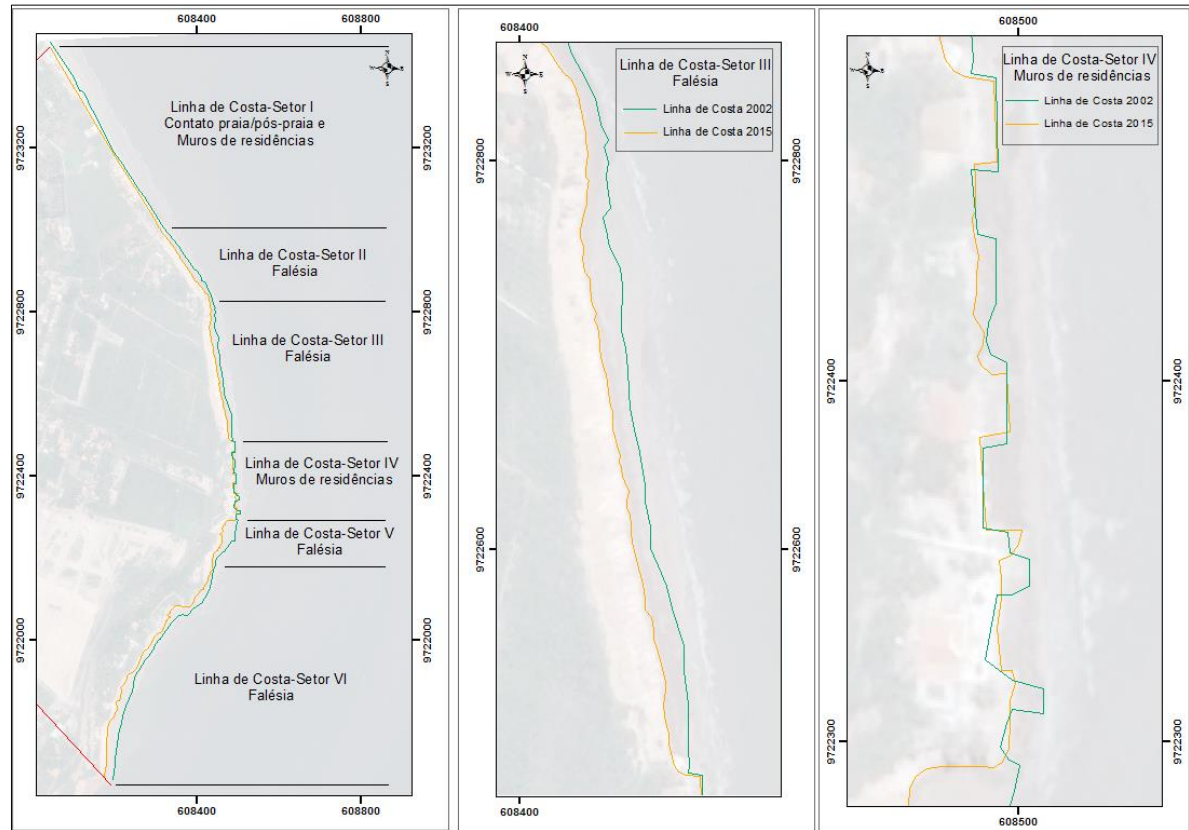 608400
608800
9723200
9722800
9722400
9722000
Linha de Costa-Setor I
Contato praia/pós-praia e
Muros de residências
Linha de Costa-Setor II
Falésia
Linha de Costa-Setor III
Falésia
Linha de Costa-Setor IV
Muros de residências
Linha de Costa-Setor V
Falésia
Linha de Costa-Setor VI
Falésia
9723200
9722800
9722400
9722000
608400
608800
608400
9722800
9722600
Linha de Costa-Setor III
Falésia
Linha de Costa 2002
Linha de Costa 2015
9722800
9722600
608400
608500
9722400
9722300
Linha de Costa-Setor IV
Muros de residências
Linha de Costa 2002
Linha de Costa 2015
9722400
9722300
608500